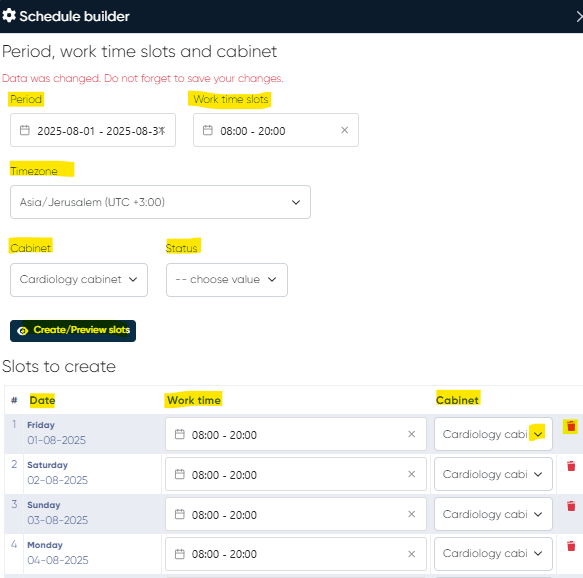 Schedule builder
Period, work time slots and cabinet
Data was changed. Do not forget to save your changes.
Period Work time slots
2025-08-01 - 2025-08-31 08:00 - 20:00
Timezone
Asia/Jerusalem (UTC +3:00)
Cabinet Status
Cardiology cabinet -- choose value
Create/Preview slots
Slots to create
# Date Work time Cabinet
1 Friday
01-08-2025 08:00 - 20:00 Cardiology cabi
2 Saturday
02-08-2025 08:00 - 20:00 Cardiology cabi
3 Sunday
03-08-2025 08:00 - 20:00 Cardiology cabi
4 Monday
04-08-2025 08:00 - 20:00 Cardiology cabi